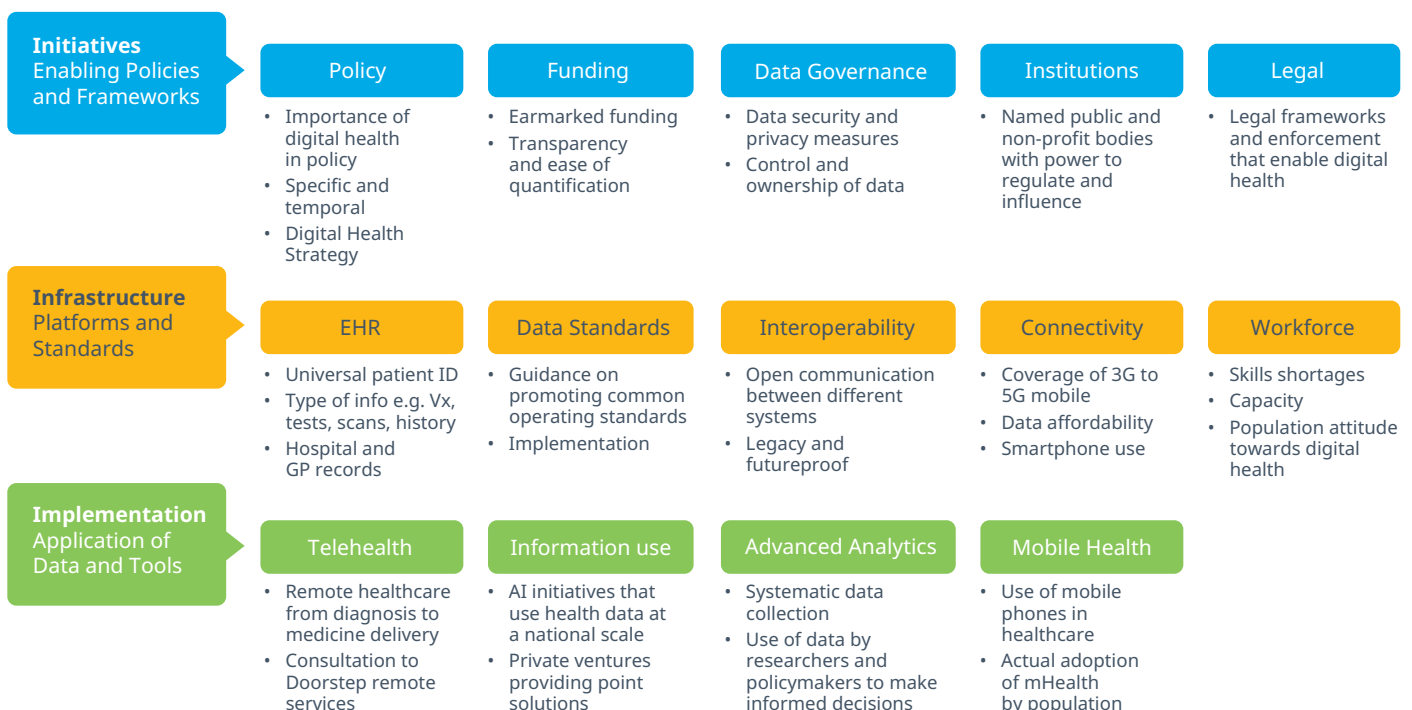 Initiatives
Enabling Policies
and Frameworks
Policy
• Importance of
digital health
in policy
• Specific and
temporal
• Digital Health
Strategy
Funding
• Earmarked funding
• Transparency
and ease of
quantification
Data Governance
• Data security and
privacy measures
• Control and
ownership of data
Institutions
• Named public and
non-profit bodies
with power to
regulate and
influence
Legal
• Legal frameworks
and enforcement
that enable digital
health
Infrastructure
Platforms and
Standards
EHR
• Universal patient ID
• Type of info e.g. Vx,
tests, scans, history
• Hospital and
GP records
Data Standards
• Guidance on
promoting common
operating standards
• Implementation
Interoperability
• Open communication
between different
systems
• Legacy and
futureproof
Connectivity
• Coverage of 3G to
5G mobile
• Data affordability
• Smartphone use
Workforce
• Skills shortages
• Capacity
• Population attitude
towards digital
health
Implementation
Application of
Data and Tools
Telehealth
• Remote healthcare
from diagnosis to
medicine delivery
• Consultation to
Doorstep remote
services
Information use
• AI initiatives that
use health data at
a national scale
• Private ventures
providing point
solutions
Advanced Analytics
• Systematic data
collection
• Use of data by
researchers and
policymakers to make
informed decisions
Mobile Health
• Use of mobile
phones in
healthcare
• Actual adoption
of mHealth
by population